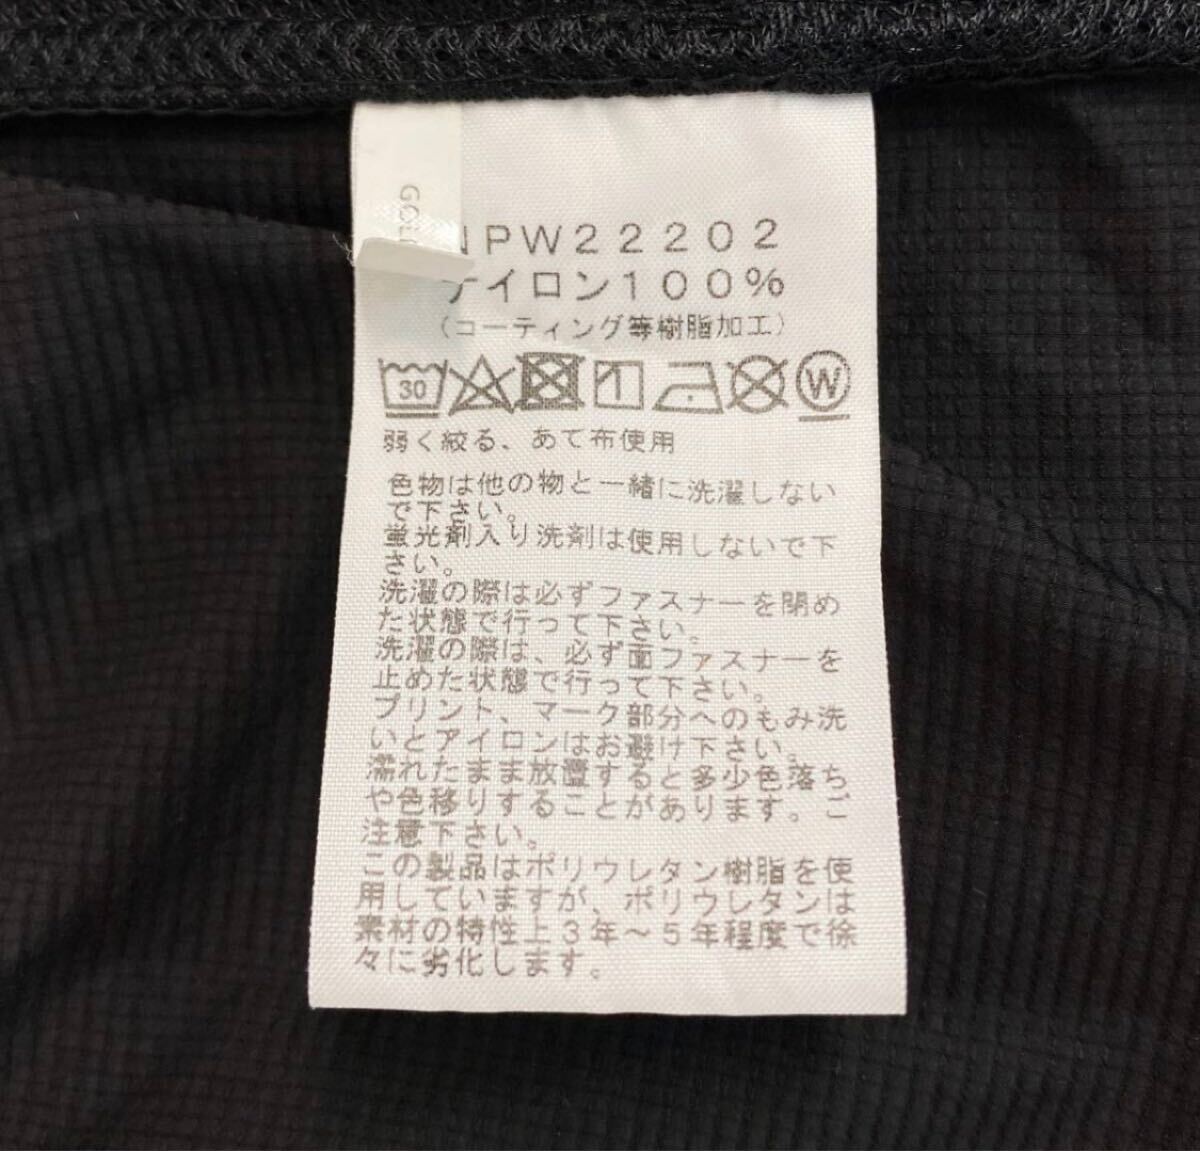 NPW22202
ナイロン100%
(コーティング等樹脂加工)
30 W
弱く絞る、あて布使用
色物は他の物と一緒に洗濯しない
で下さい。
蛍光剤入り洗剤は使用しないで下
さい。
洗濯の際は必ずファスナーを閉め
た状態で行って下さい。
洗濯の際は、必ず面ファスナーを
止めた状態で行って下さい。
プリント、マーク部分へのもみ洗
いとアイロンはお避け下さい。
濡れたまま放置すると多少色落ち
や色移りすることがあります。ご
注意下さい。
この製品はポリウレタン樹脂を使
用していますが、ポリウレタンは
素材の特性上3年～5年程度で徐
々に劣化します。